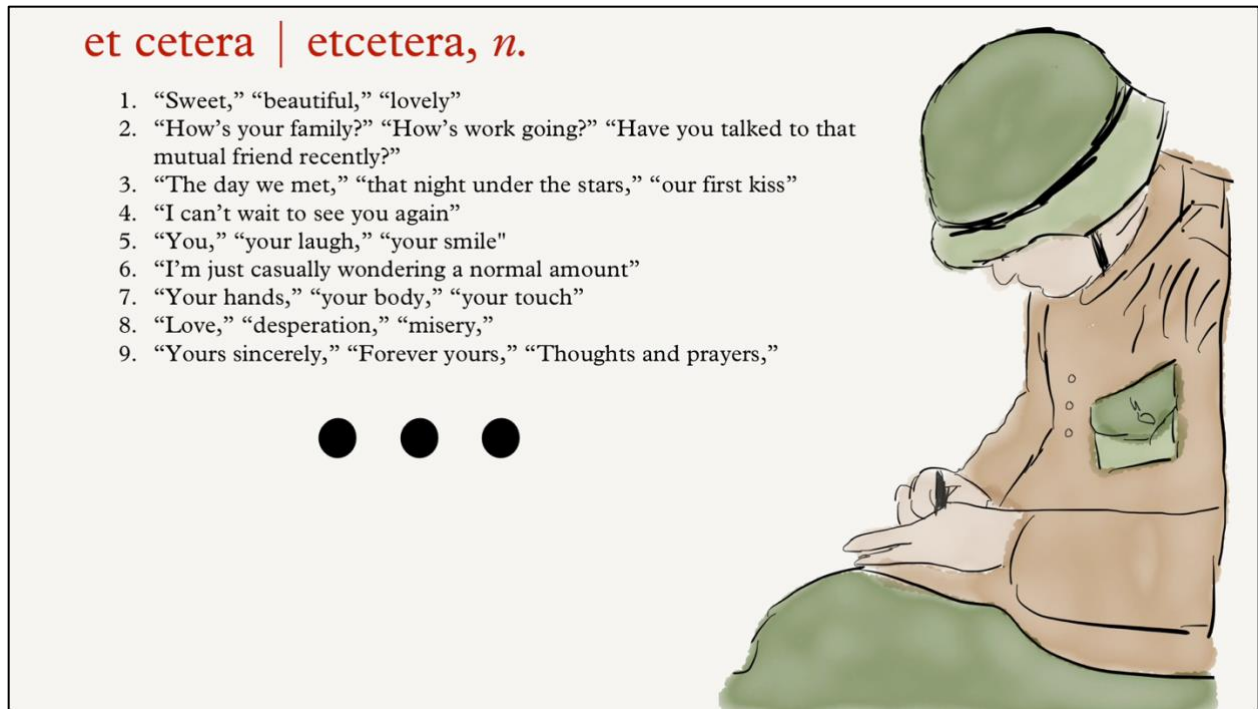 et cetera | etcetera, n.
1. “Sweet,” “beautiful,” “lovely”
2. “How’s your family?” “How’s work going?” “Have you talked to that
mutual friend recently?”
3. “The day we met,” “that night under the stars,” “our first kiss”
4. “I can’t wait to see you again”
5. “You,” “your laugh,” “your smile"
6. “I’m just casually wondering a normal amount”
7. “Your hands,” “your body,” “your touch”
8. “Love,” “desperation,” “misery,”
9. “Yours sincerely,” “Forever yours,” “Thoughts and prayers,”